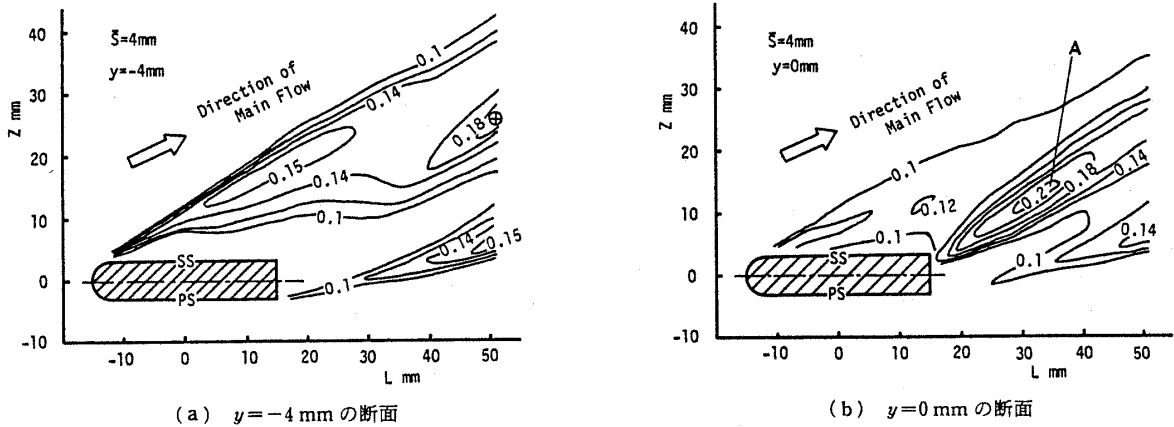 40
30
20
10
0
-10
Z mm
S̄=4mm
y=-4mm
Direction of
Main Flow
0.1
0.14
0.18
0.15
0.14
0.1
0.14
0.15
0.1
SS
PS
-10
0
10
20
30
40
50
L mm
(a) y=-4 mm の断面
40
30
20
10
0
-10
Z mm
S̄=4mm
y=0mm
Direction of
Main Flow
A
0.1
0.12
0.1
0.2
0.18
0.14
0.14
0.1
SS
PS
-10
0
10
20
30
40
50
L mm
(b) y=0 mm の断面